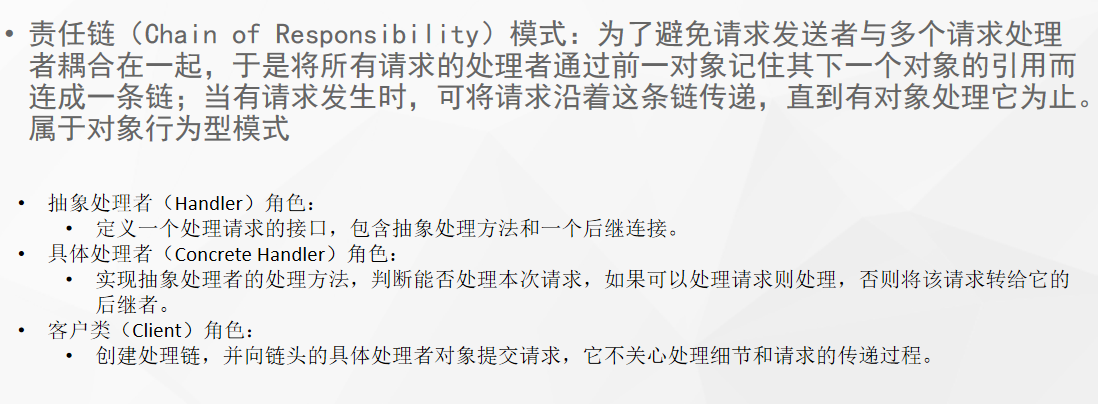 • 责任链（Chain of Responsibility）模式：为了避免请求发送者与多个请求处理
者耦合在一起，于是将所有请求的处理者通过前一对象记住其下一个对象的引用而
连成一条链；当有请求发生时，可将请求沿着这条链传递，直到有对象处理它为止。
属于对象行为型模式
• 抽象处理者（Handler）角色：
• 定义一个处理请求的接口，包含抽象处理方法和一个后继连接。
• 具体处理者（Concrete Handler）角色：
• 实现抽象处理者的处理方法，判断能否处理本次请求，如果可以处理请求则处理，否则将该请求转给它的
后继者。
• 客户类（Client）角色：
• 创建处理链，并向链头的具体处理者对象提交请求，它不关心处理细节和请求的传递过程。